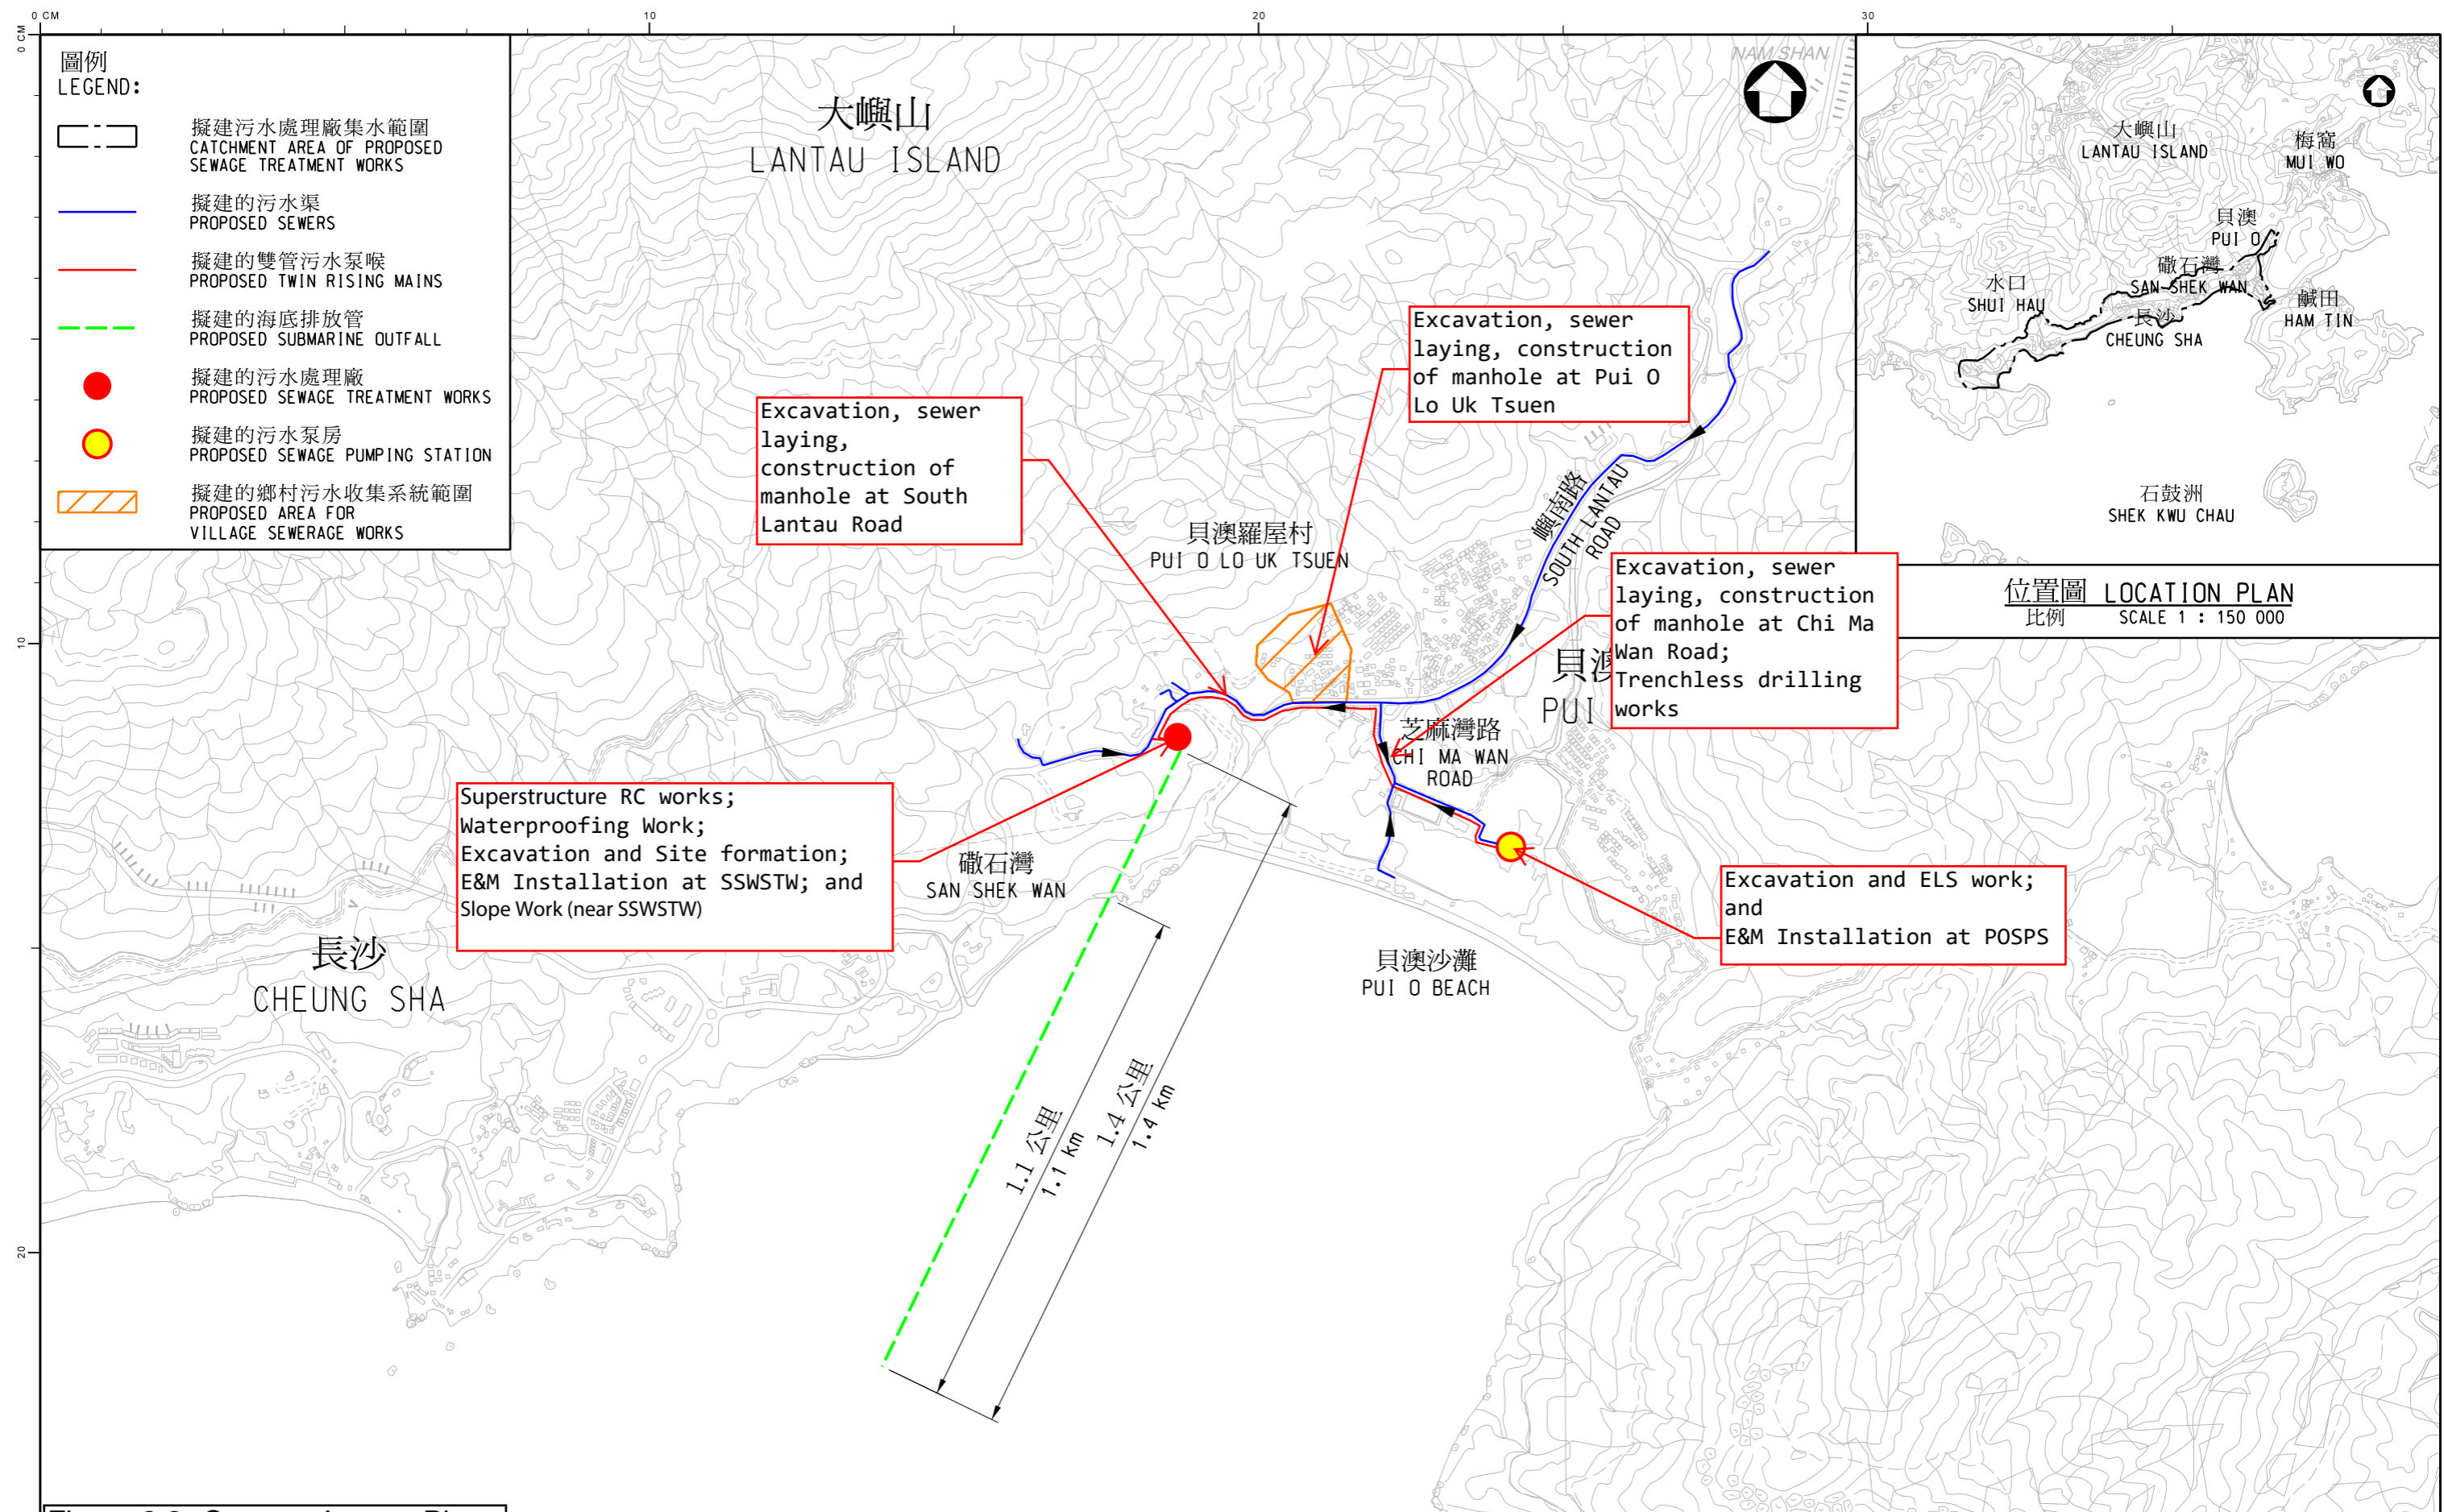 0 CM
10
20
30
0 CM
10
20
圖例
LEGEND:
擬建污水處理廠集水範圍
CATCHMENT AREA OF PROPOSED
SEWAGE TREATMENT WORKS
擬建的污水渠
PROPOSED SEWERS
擬建的雙管污水泵喉
PROPOSED TWIN RISING MAINS
擬建的海底排放管
PROPOSED SUBMARINE OUTFALL
擬建的污水處理廠
PROPOSED SEWAGE TREATMENT WORKS
擬建的污水泵房
PROPOSED SEWAGE PUMPING STATION
擬建的鄉村污水收集系統範圍
PROPOSED AREA FOR
VILLAGE SEWERAGE WORKS
大嶼山
LANTAU ISLAND
NAM SHAN
大嶼山
LANTAU ISLAND
梅窩
MUI WO
貝澳
PUI O
磡石灣
SAN SHEK WAN
水口
SHUI HAU
鹹田
HAM TIN
長沙
CHEUNG SHA
石鼓洲
SHEK KWU CHAU
位置圖 LOCATION PLAN
比例 SCALE 1 : 150 000
Excavation, sewer
laying, construction
of manhole at Pui O
Lo Uk Tsuen
Excavation, sewer
laying,
construction of
manhole at South
Lantau Road
貝澳羅屋村
PUI O LO UK TSUEN
嶼南路
SOUTH LANTAU
ROAD
Excavation, sewer
laying, construction
of manhole at Chi Ma
Wan Road;
Trenchless drilling
works
貝澳
PUI
芝麻灣路
CHI MA WAN
ROAD
Superstructure RC works;
Waterproofing Work;
Excavation and Site formation;
E&M Installation at SSWSTW; and
Slope Work (near SSWSTW)
磡石灣
SAN SHEK WAN
Excavation and ELS work;
and
E&M Installation at POSPS
長沙
CHEUNG SHA
貝澳沙灘
PUI O BEACH
1.1 公里
1.1 km
1.4 公里
1.4 km